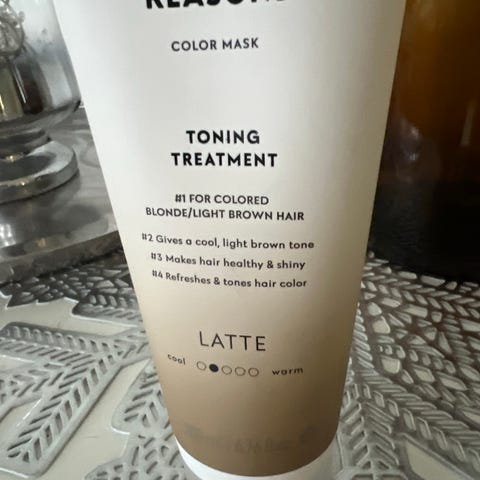 COLOR MASK
TONING
TREATMENT
#1 FOR COLORED
BLONDE/LIGHT BROWN HAIR
#2 Gives a cool, light brown tone
#3 Makes hair healthy & shiny
#4 Refreshes & tones hair color
LATTE
cool warm